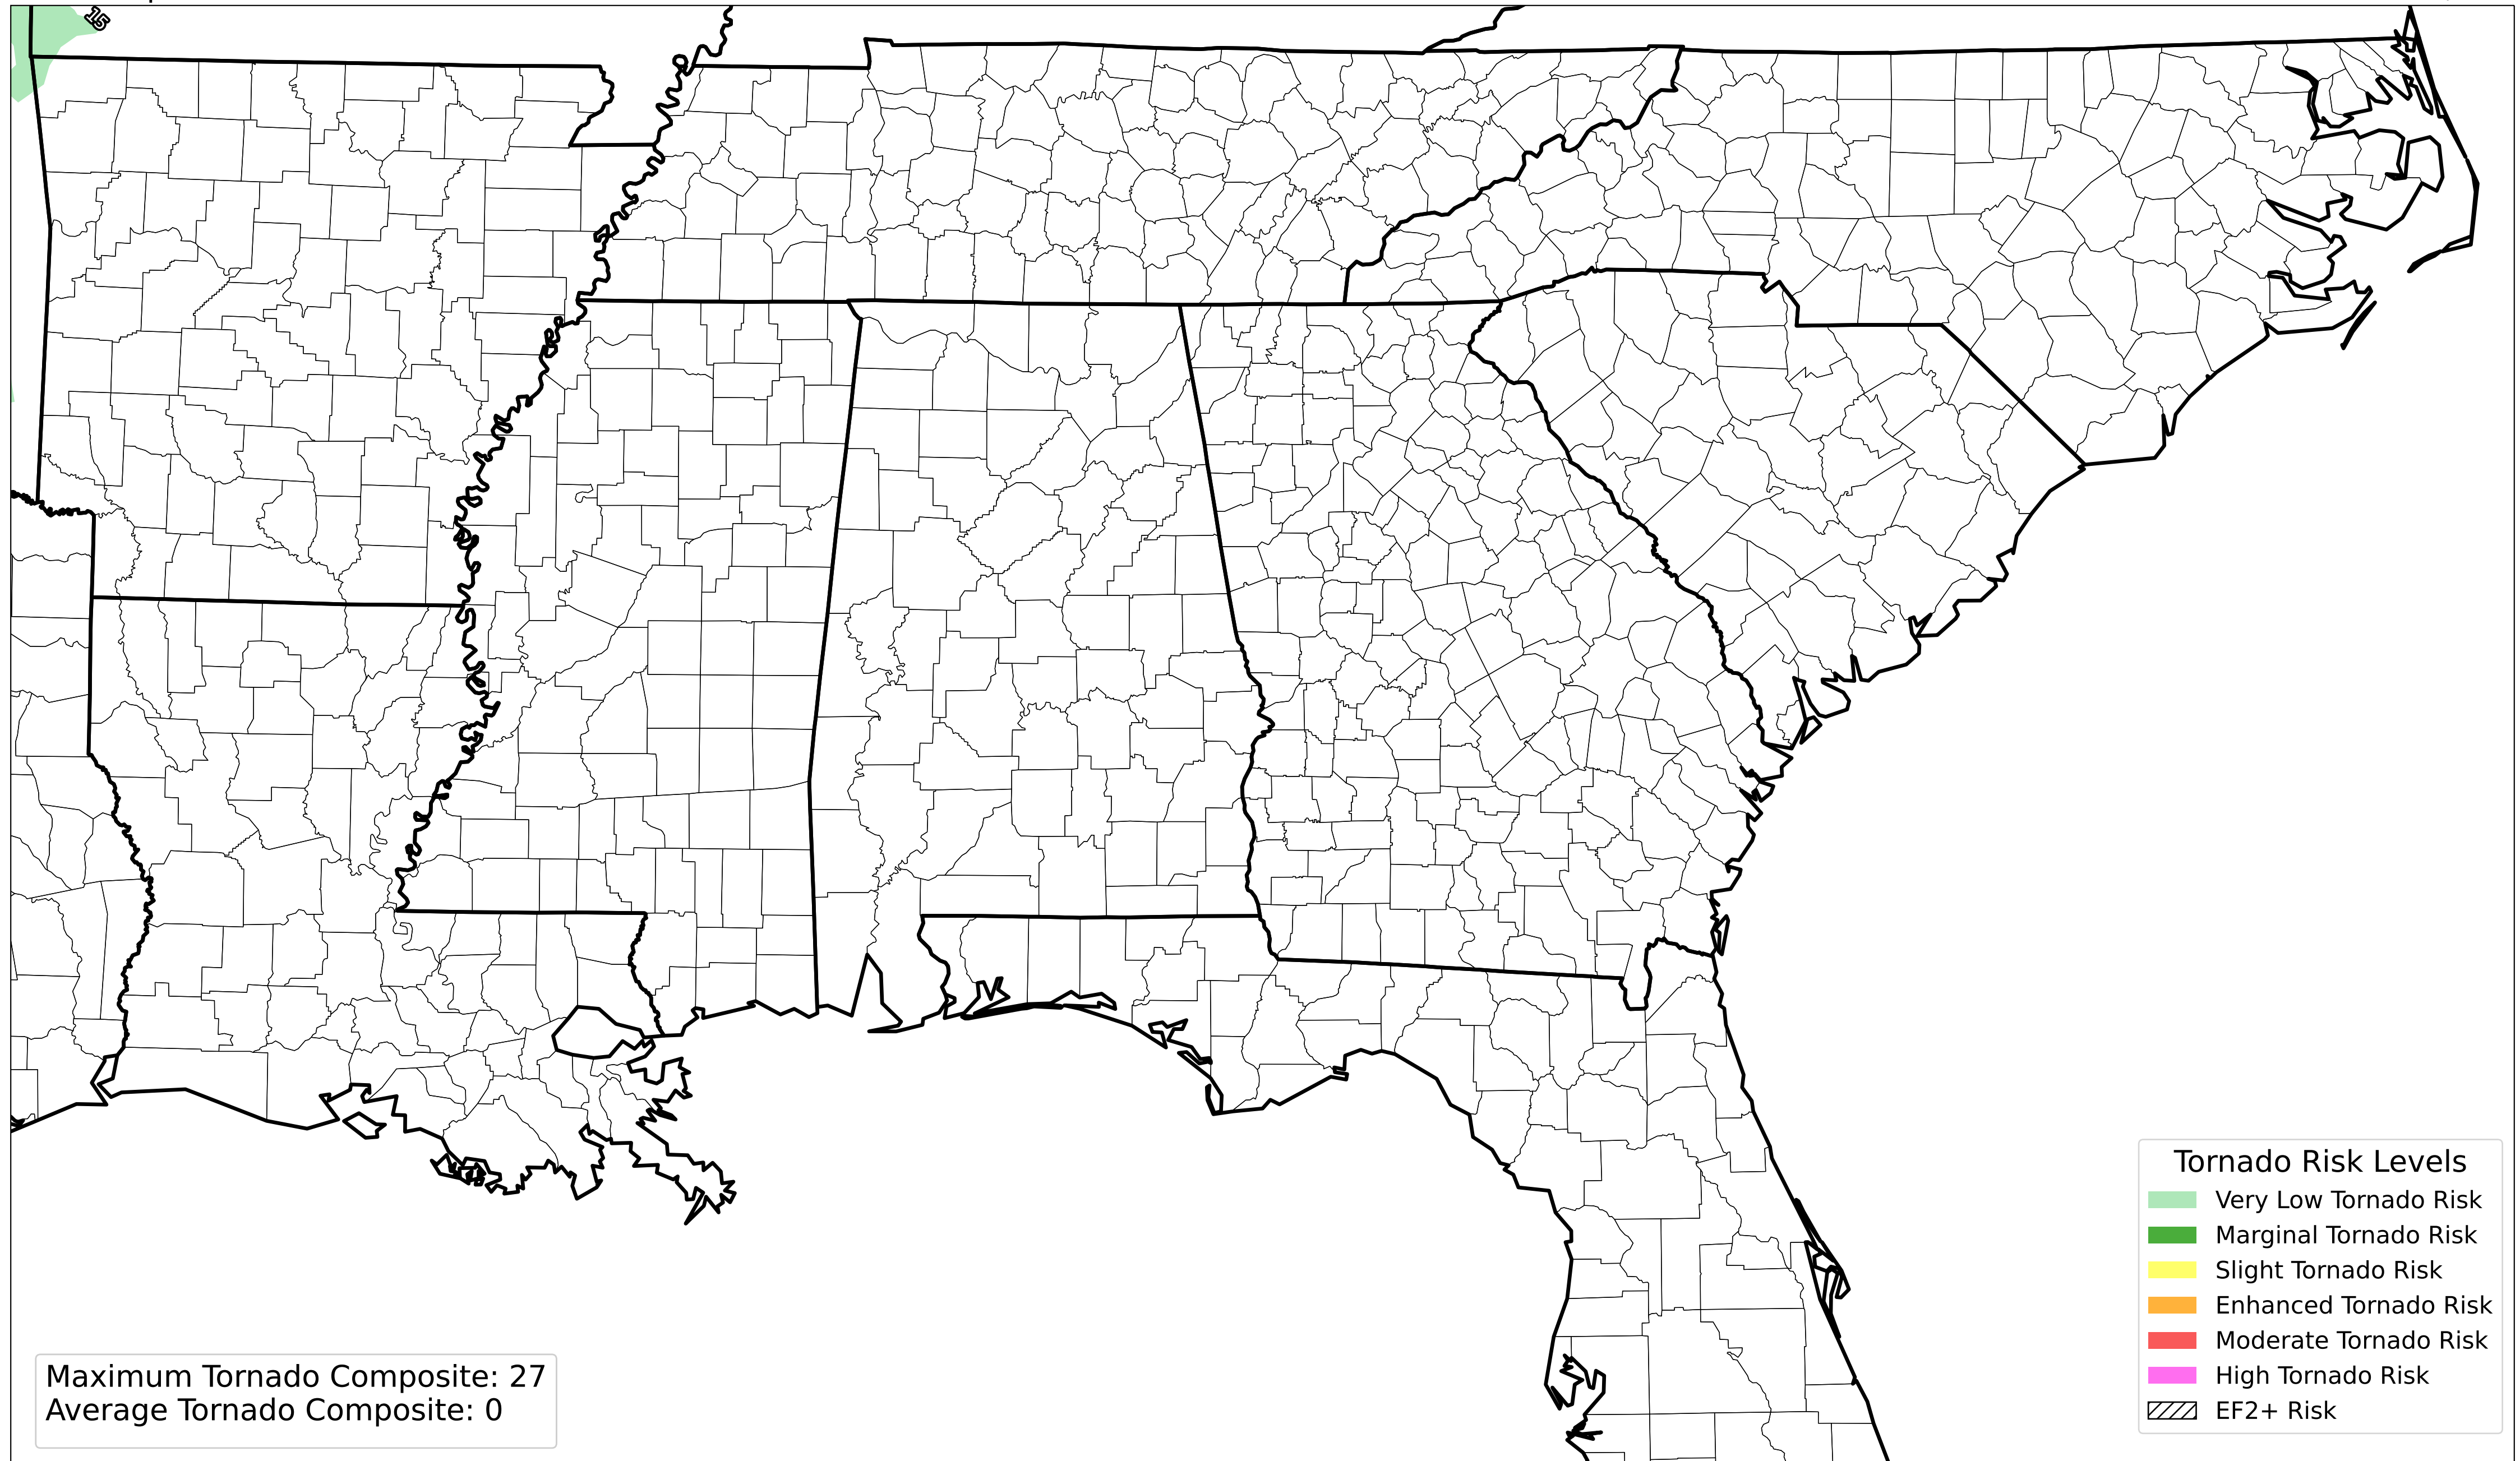 15
Tornado Risk Levels
Very Low Tornado Risk
Marginal Tornado Risk
Slight Tornado Risk
Enhanced Tornado Risk
Moderate Tornado Risk
High Tornado Risk
EF2+ Risk
Maximum Tornado Composite: 27
Average Tornado Composite: 0